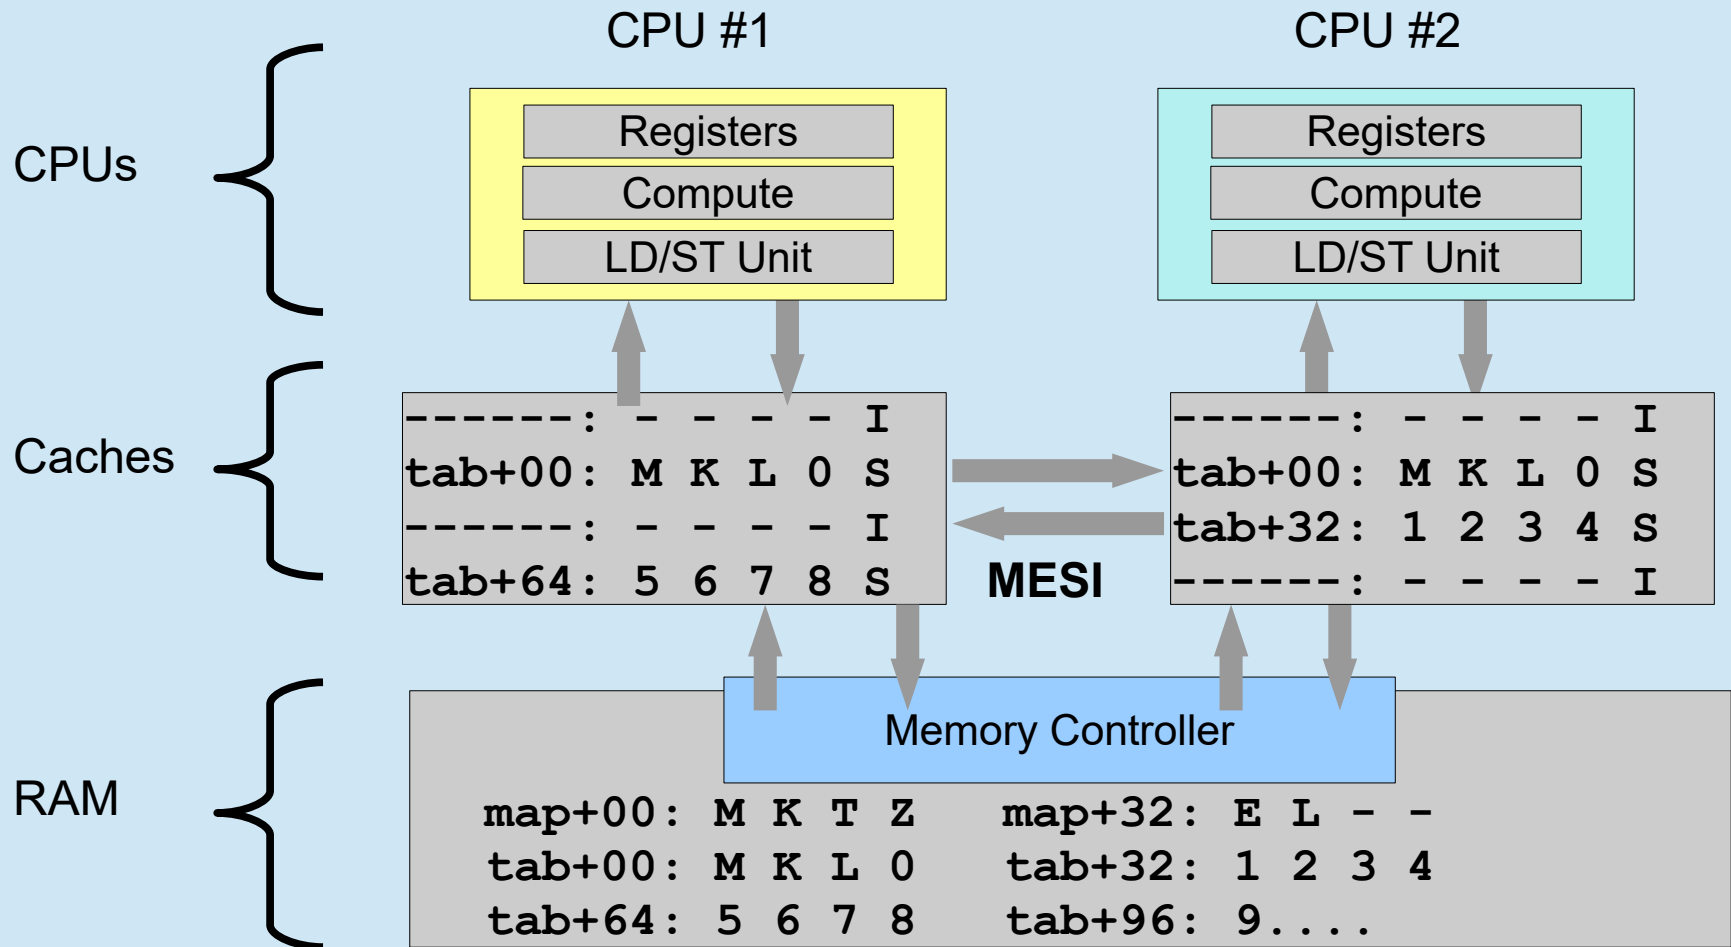 CPU #1
CPU #2
CPUs
Registers
Compute
LD/ST Unit
Registers
Compute
LD/ST Unit
Caches
------: - - - - I
tab+00: M K L 0 S
------: - - - - I
tab+64: 5 6 7 8 S
MESI
------: - - - - I
tab+00: M K L 0 S
tab+32: 1 2 3 4 S
------: - - - - I
RAM
Memory Controller
map+00: M K T Z map+32: E L - -
tab+00: M K L 0 tab+32: 1 2 3 4
tab+64: 5 6 7 8 tab+96: 9....